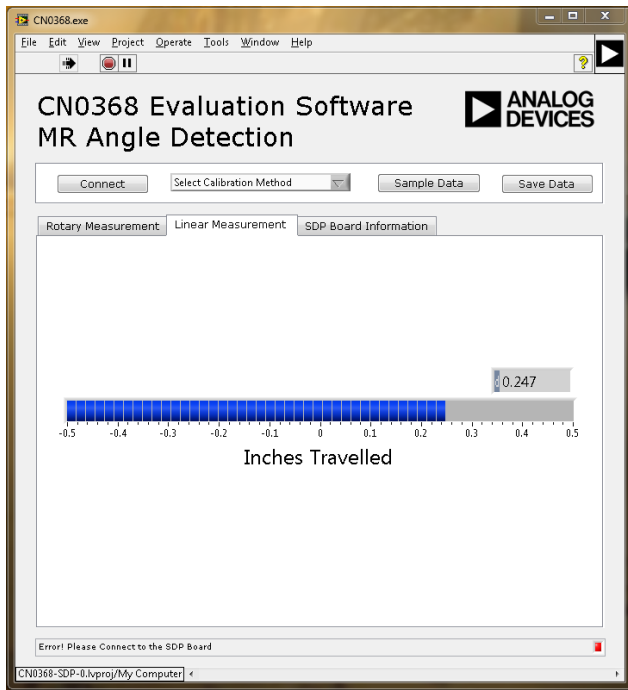 CN0368.exe
File Edit View Project Operate Tools Window Help
?
CN0368 Evaluation Software
MR Angle Detection
ANALOG
DEVICES
Connect Select Calibration Method Sample Data Save Data
Rotary Measurement Linear Measurement SDP Board Information
d 0.247
-0.5 -0.4 -0.3 -0.2 -0.1 0 0.1 0.2 0.3 0.4 0.5
Inches Travelled
Error! Please Connect to the SDP Board
CN0368-SDP-0.lvproj/My Computer